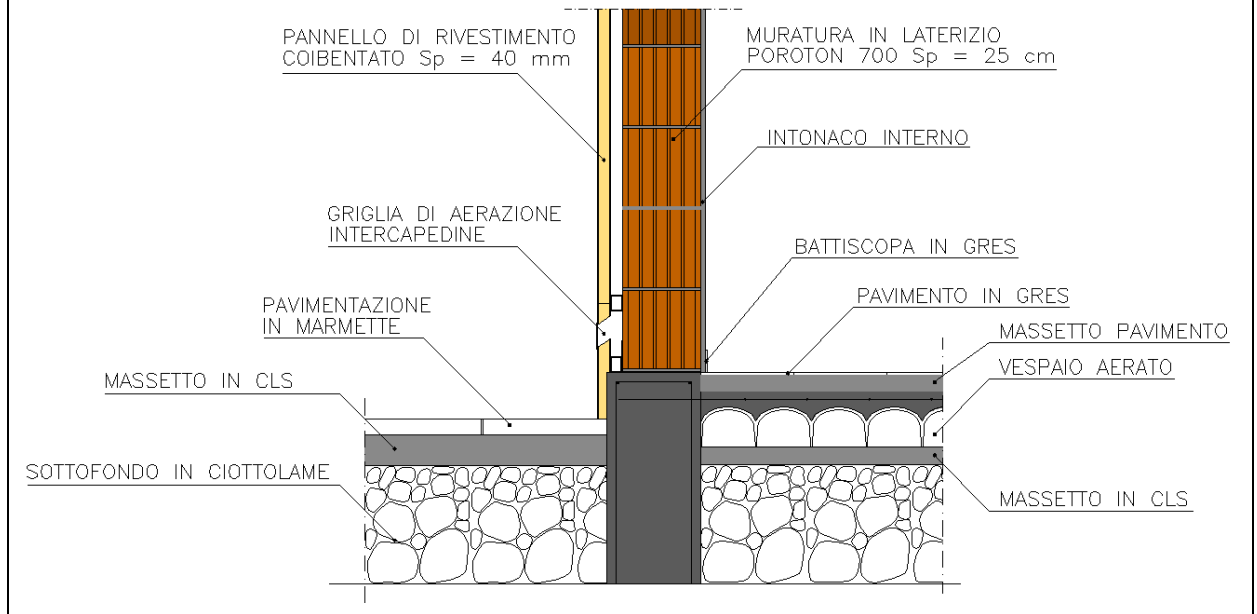 PANNELLO DI RIVESTIMENTO
COIBENTATO Sp = 40 mm
MURATURA IN LATERIZIO
POROTON 700 Sp = 25 cm
INTONACO INTERNO
GRIGLIA DI AERAZIONE
INTERCAPEDINE
BATTISCOPA IN GRES
PAVIMENTAZIONE
IN MARMETTE
PAVIMENTO IN GRES
MASSETTO PAVIMENTO
VESPAIO AERATO
MASSETTO IN CLS
SOTTOFONDO IN CIOTTOLAME
MASSETTO IN CLS